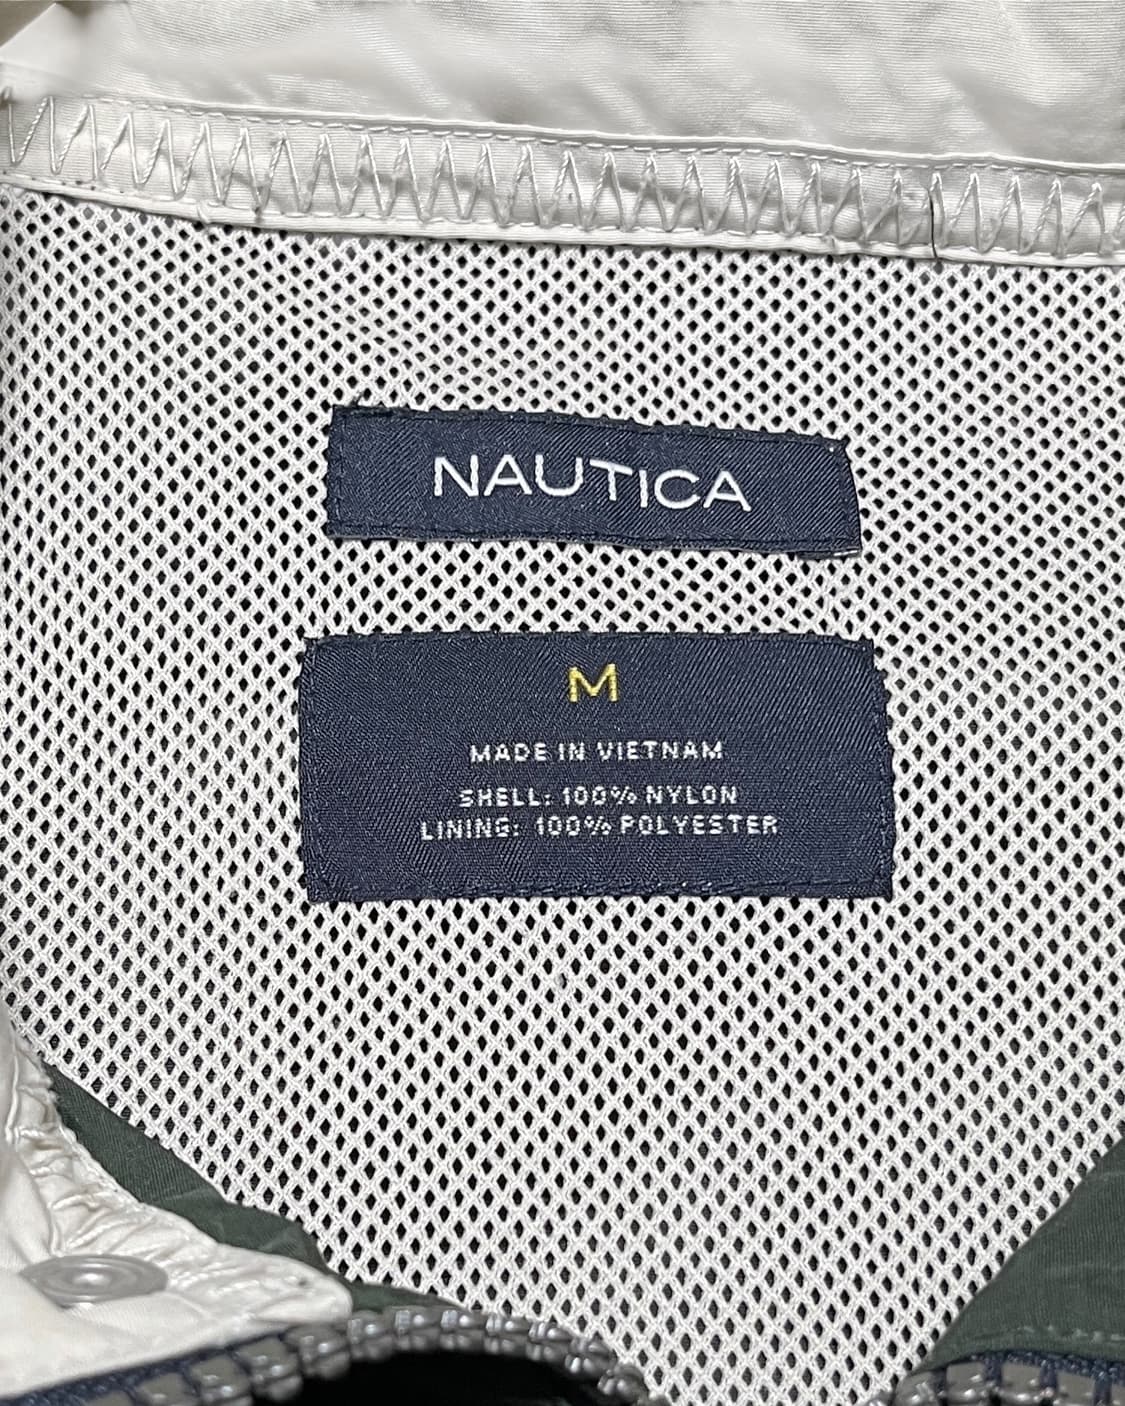 NAUTICA
M
MADE IN VIETNAM
SHELL: 100% NYLON
LINING: 100% POLYESTER